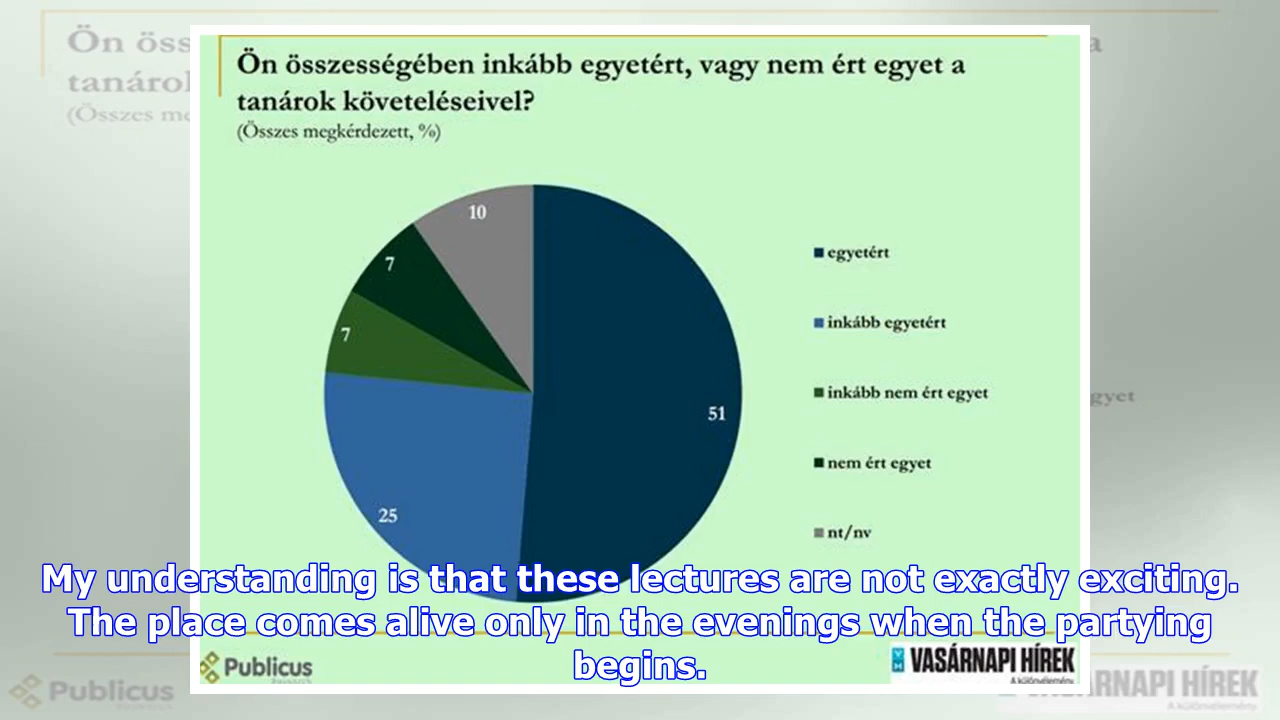 Ön összességében inkább egyetért, vagy nem ért egyet a
tanárok követeléseivel?
(Összes megkérdezett, %)
10
7
7
51
25
egyetért
inkább egyetért
inkább nem ért egyet
nem ért egyet
nt/nv
My understanding is that these lectures are not exactly exciting.
The place comes alive only in the evenings when the partying
begins.
Publicus
VASÁRNAPI HÍREK
A különvélemény